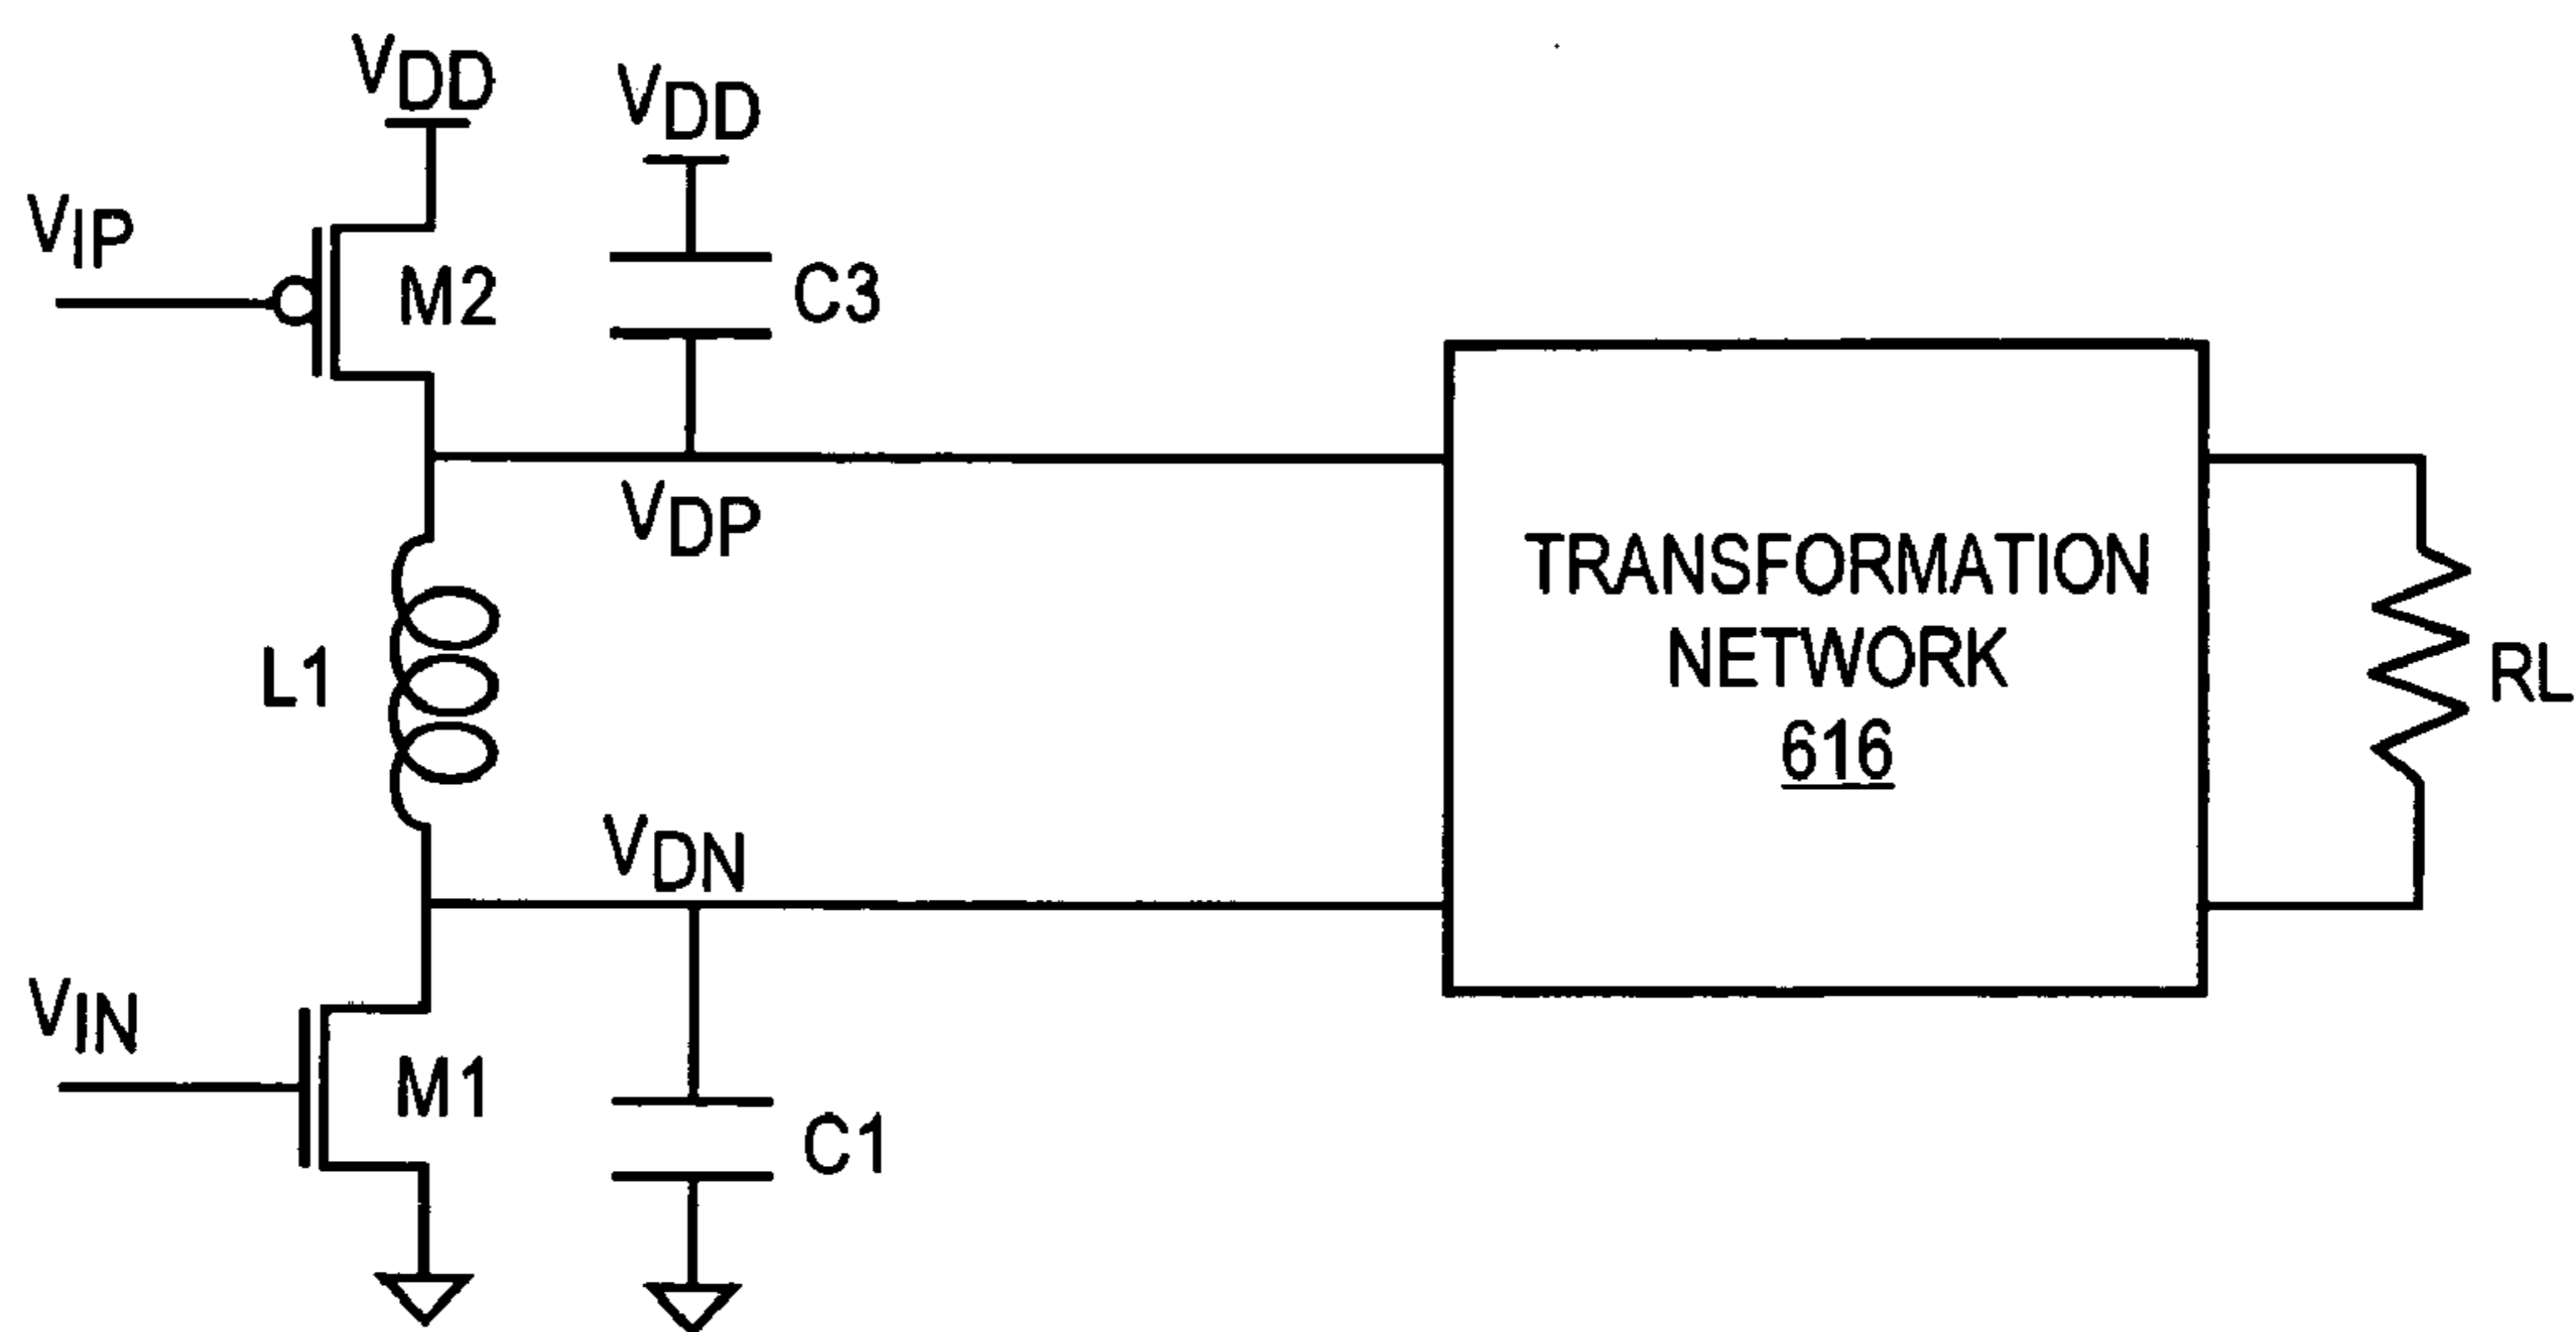 VDD
VDD
VIP
M2
C3
VDP
TRANSFORMATION
NETWORK
616
L1
RL
VDN
VIN
M1
C1